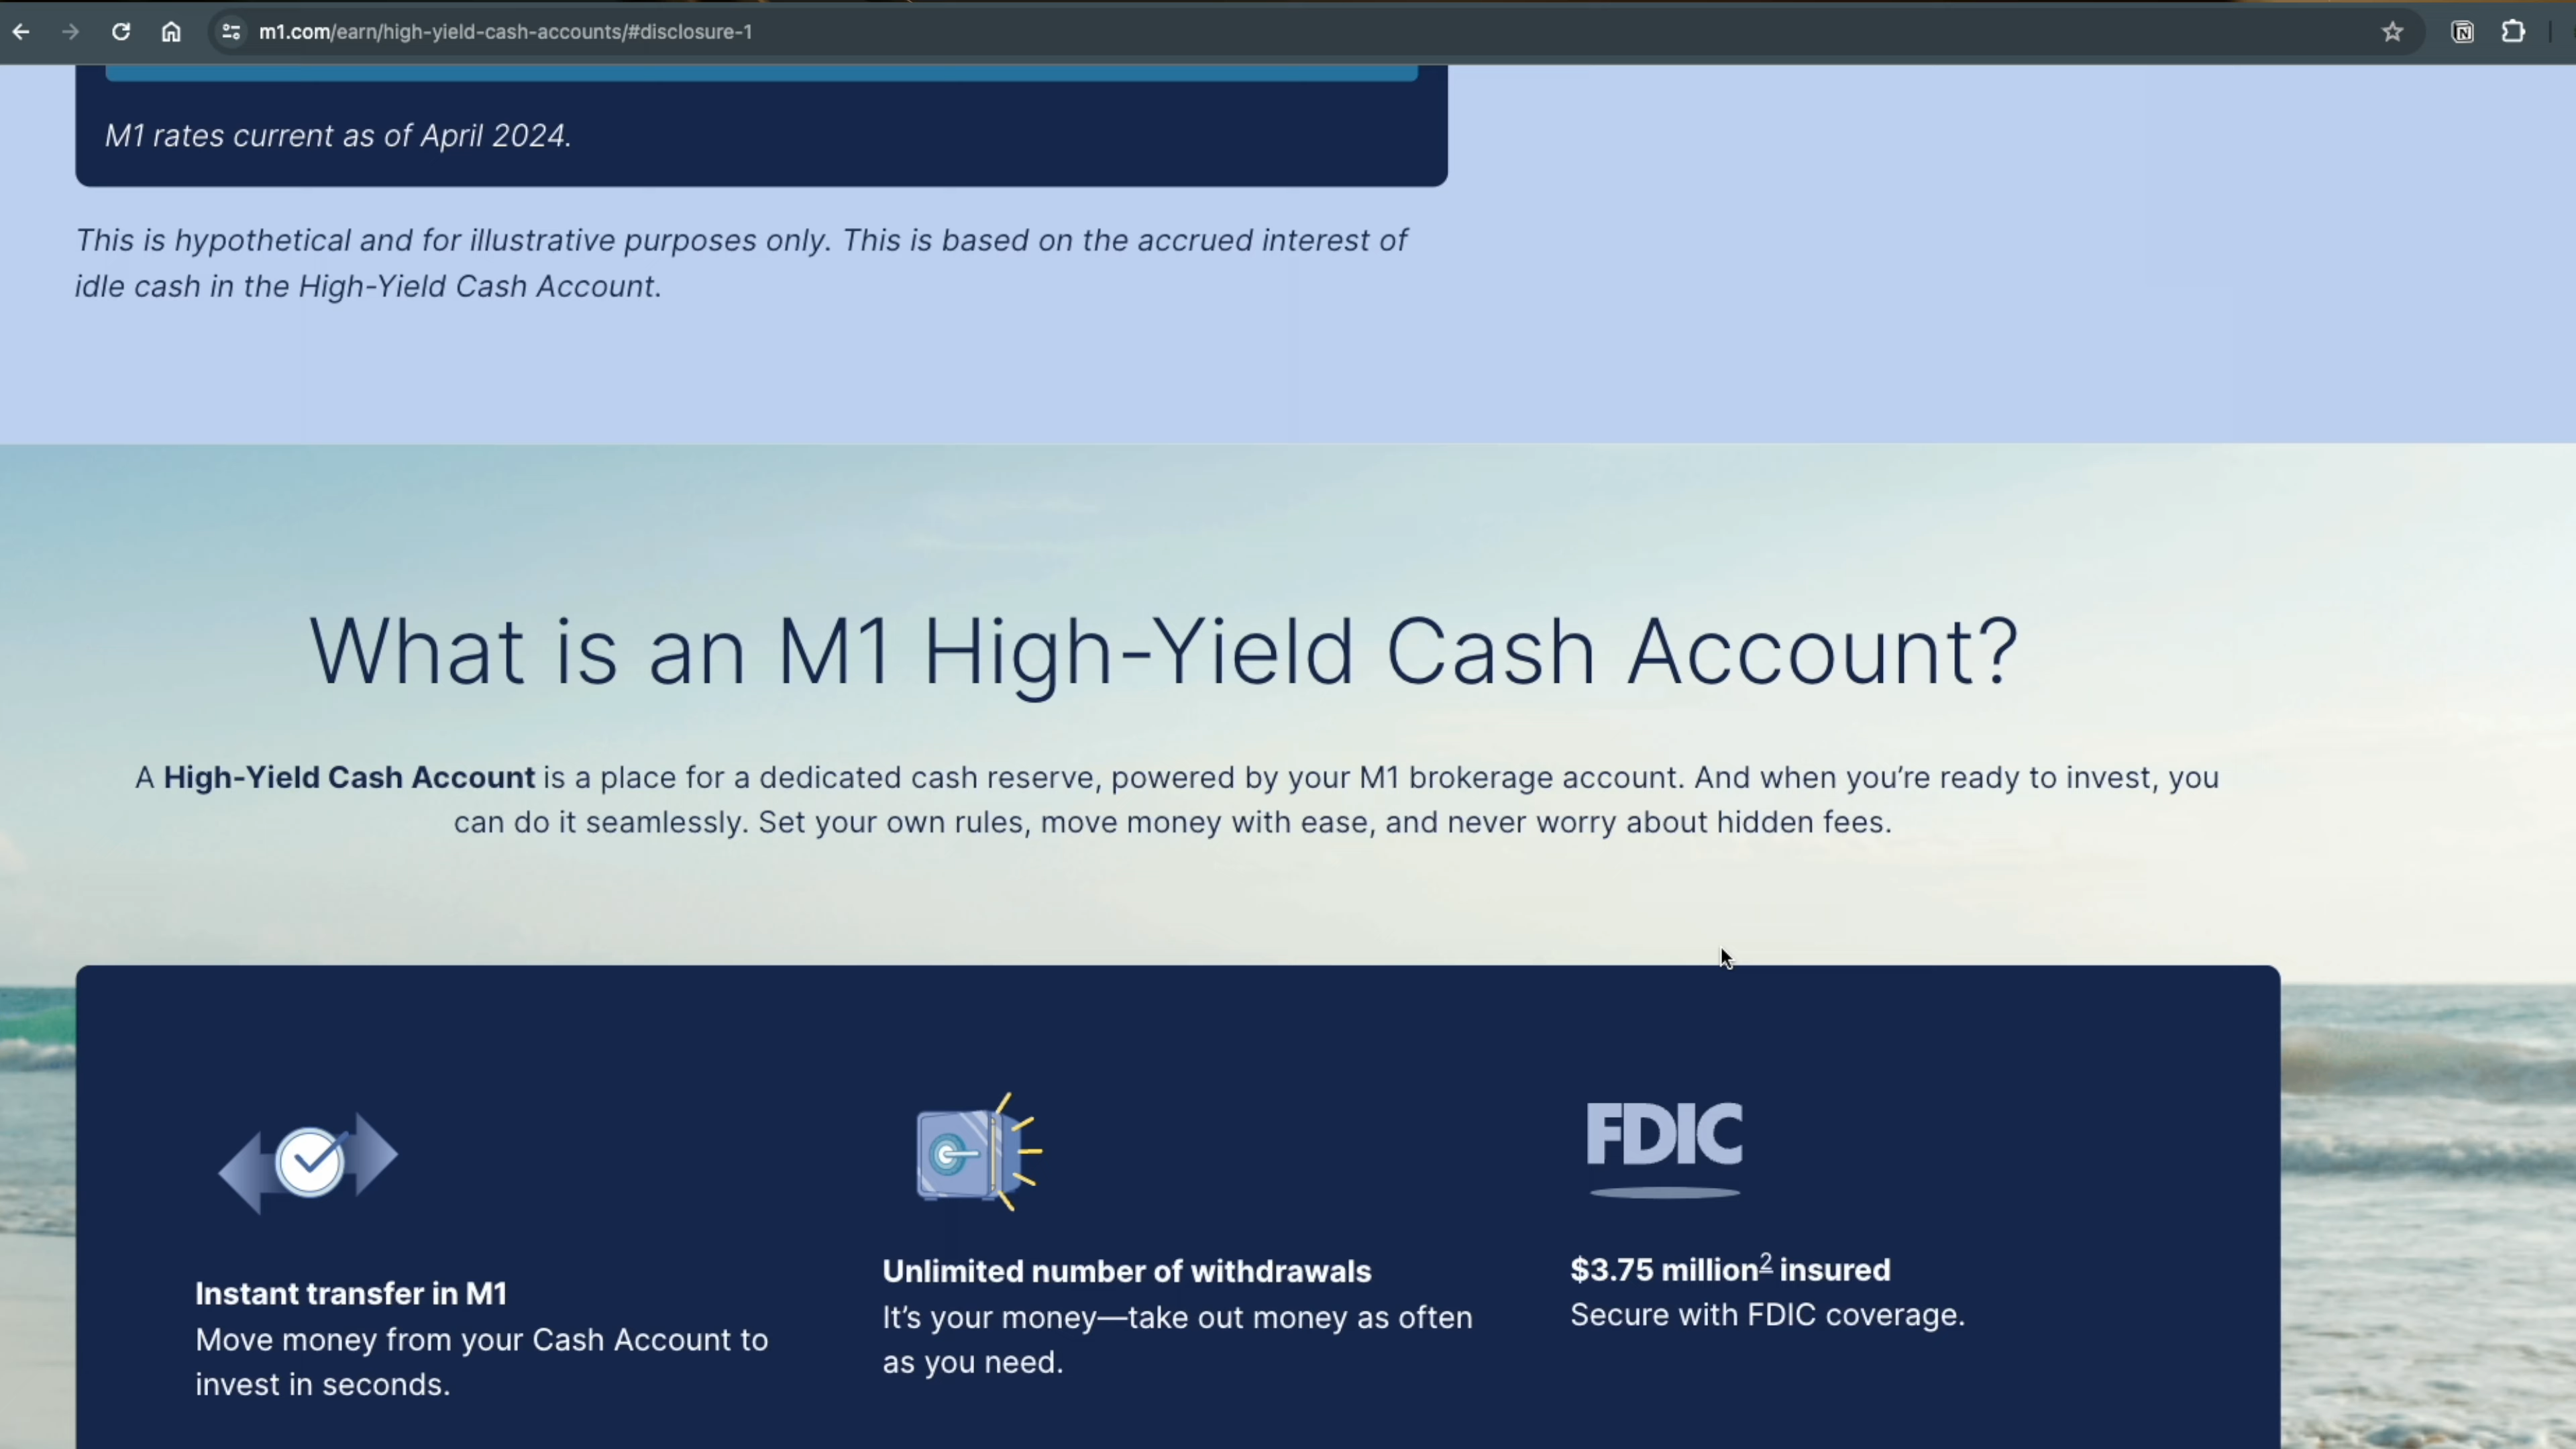 m1.com/earn/high-yield-cash-accounts/#disclosure-1
M1 rates current as of April 2024.
This is hypothetical and for illustrative purposes only. This is based on the accrued interest of
idle cash in the High-Yield Cash Account.
What is an M1 High-Yield Cash Account?
A High-Yield Cash Account is a place for a dedicated cash reserve, powered by your M1 brokerage account. And when you’re ready to invest, you
can do it seamlessly. Set your own rules, move money with ease, and never worry about hidden fees.
Instant transfer in M1
Move money from your Cash Account to
invest in seconds.
Unlimited number of withdrawals
It’s your money—take out money as often
as you need.
FDIC
$3.75 million2 insured
Secure with FDIC coverage.